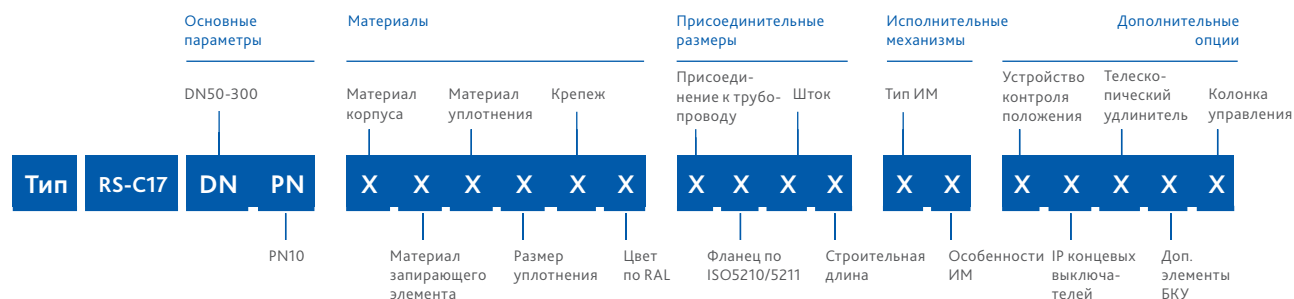 Основные
параметры
Материалы
Присоединительные
размеры
Исполнительные
механизмы
Дополнительные
опции
DN50-300
Материал
корпуса
Материал
уплотнения
Крепеж
Присоеди-
нение к трубо-
проводу
Шток
Тип ИМ
Устройство
контроля
положения
Телеско-
пический
удлинитель
Колонка
управления
Тип RS-C17 DN PN X X X X X X X X X X X X X X X X X
PN10
Материал
запирающего
элемента
Размер
уплотнения
Цвет
по RAL
Фланец по
ISO5210/5211
Строительная
длина
Особенности
ИМ
IP концевых
выключа-
телей
Доп.
элементы
БКУ